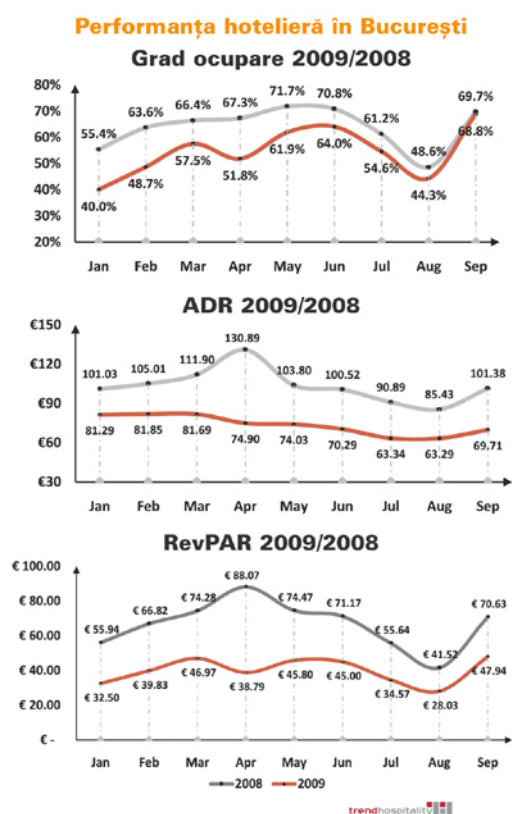 Performanța hotelieră în București
Grad ocupare 2009/2008
80%
70%
60%
50%
40%
30%
20%
55.4% 63.6% 66.4% 67.3% 71.7% 70.8% 61.2% 48.6% 69.7%
40.0% 48.7% 57.5% 51.8% 61.9% 64.0% 54.6% 44.3% 68.8%
Jan Feb Mar Apr May Jun Jul Aug Sep
ADR 2009/2008
€150
€120
€90
€60
€30
101.03 105.01 111.90 130.89 103.80 100.52 90.89 85.43 101.38
81.29 81.85 81.69 74.90 74.03 70.29 63.34 63.29 69.71
Jan Feb Mar Apr May Jun Jul Aug Sep
RevPAR 2009/2008
€ 100.00
€ 80.00
€ 60.00
€ 40.00
€ 20.00
€ -
€ 55.94 € 66.82 € 74.28 € 88.07 € 74.47 € 71.17 € 55.64 € 41.52 € 70.63
€ 32.50 € 39.83 € 46.97 € 38.79 € 45.80 € 45.00 € 34.57 € 28.03 € 47.94
Jan Feb Mar Apr May Jun Jul Aug Sep
2008 2009
trendhospitality